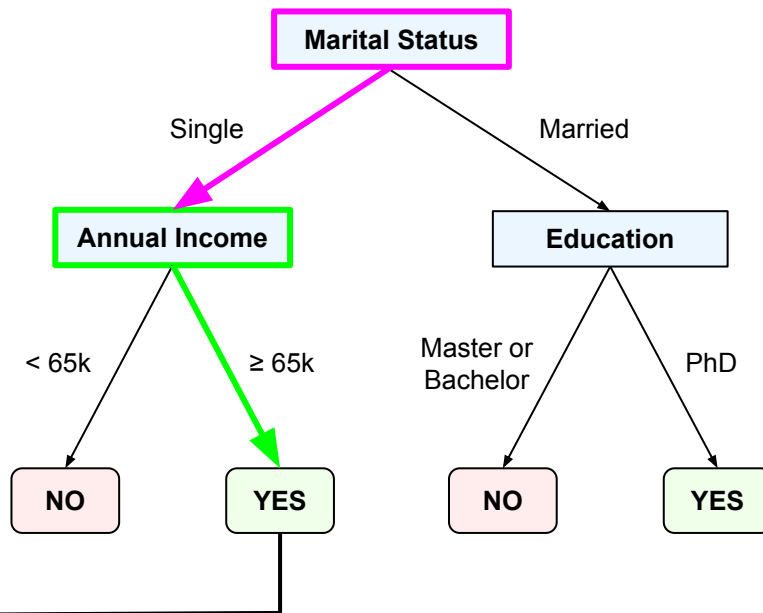 Marital Status
Single
Married
Annual Income
Education
< 65k
≥ 65k
Master or
Bachelor
PhD
NO
YES
NO
YES